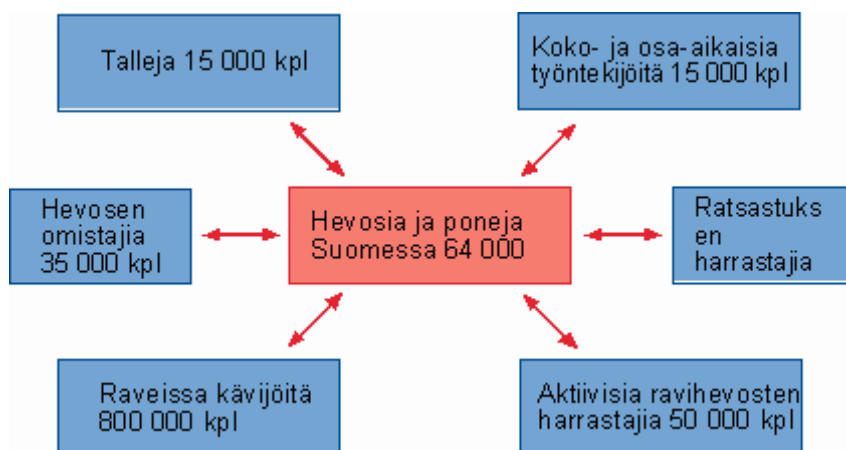 Talleja 15 000 kpl
Koko- ja osa-aikaisia
työntekijöitä 15 000 kpl
Hevosen
omistajia
35 000 kpl
Hevosia ja poneja
Suomessa 64 000
Ratsastuks
en
harrastajia
Raveissa kävijöitä
800 000 kpl
Aktiivisia ravihevosten
harrastajia 50 000 kpl